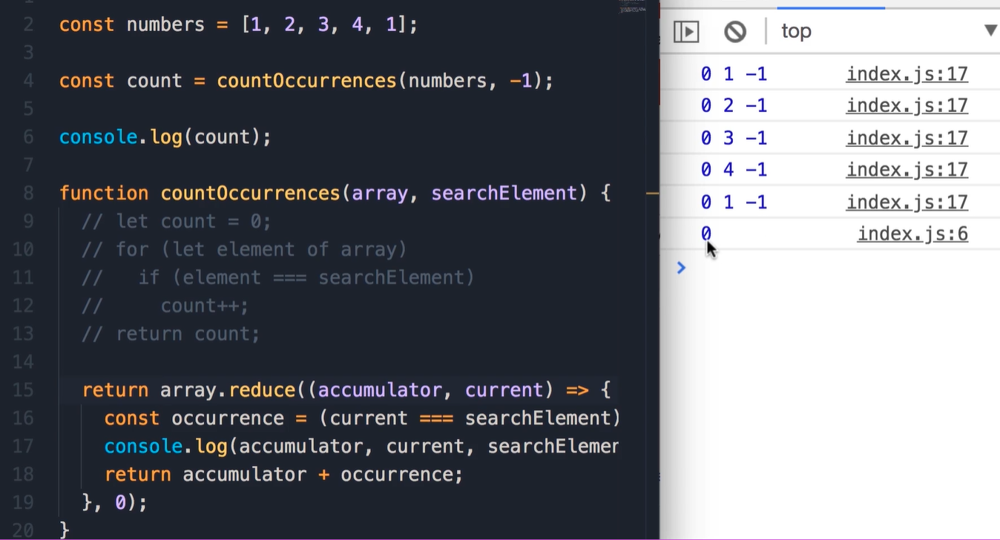 2 const numbers = [1, 2, 3, 4, 1];
3
4 const count = countOccurrences(numbers, -1);
5
6 console.log(count);
7
8 function countOccurrences(array, searchElement) {
9 // let count = 0;
10 // for (let element of array)
11 //   if (element === searchElement)
12 //     count++;
13 // return count;
14
15 return array.reduce((accumulator, current) => {
16 const occurrence = (current === searchElement)
17 console.log(accumulator, current, searchElemen
18 return accumulator + occurrence;
19 }, 0);
20 }
top
0 1 -1 index.js:17
0 2 -1 index.js:17
0 3 -1 index.js:17
0 4 -1 index.js:17
0 1 -1 index.js:17
0 index.js:6